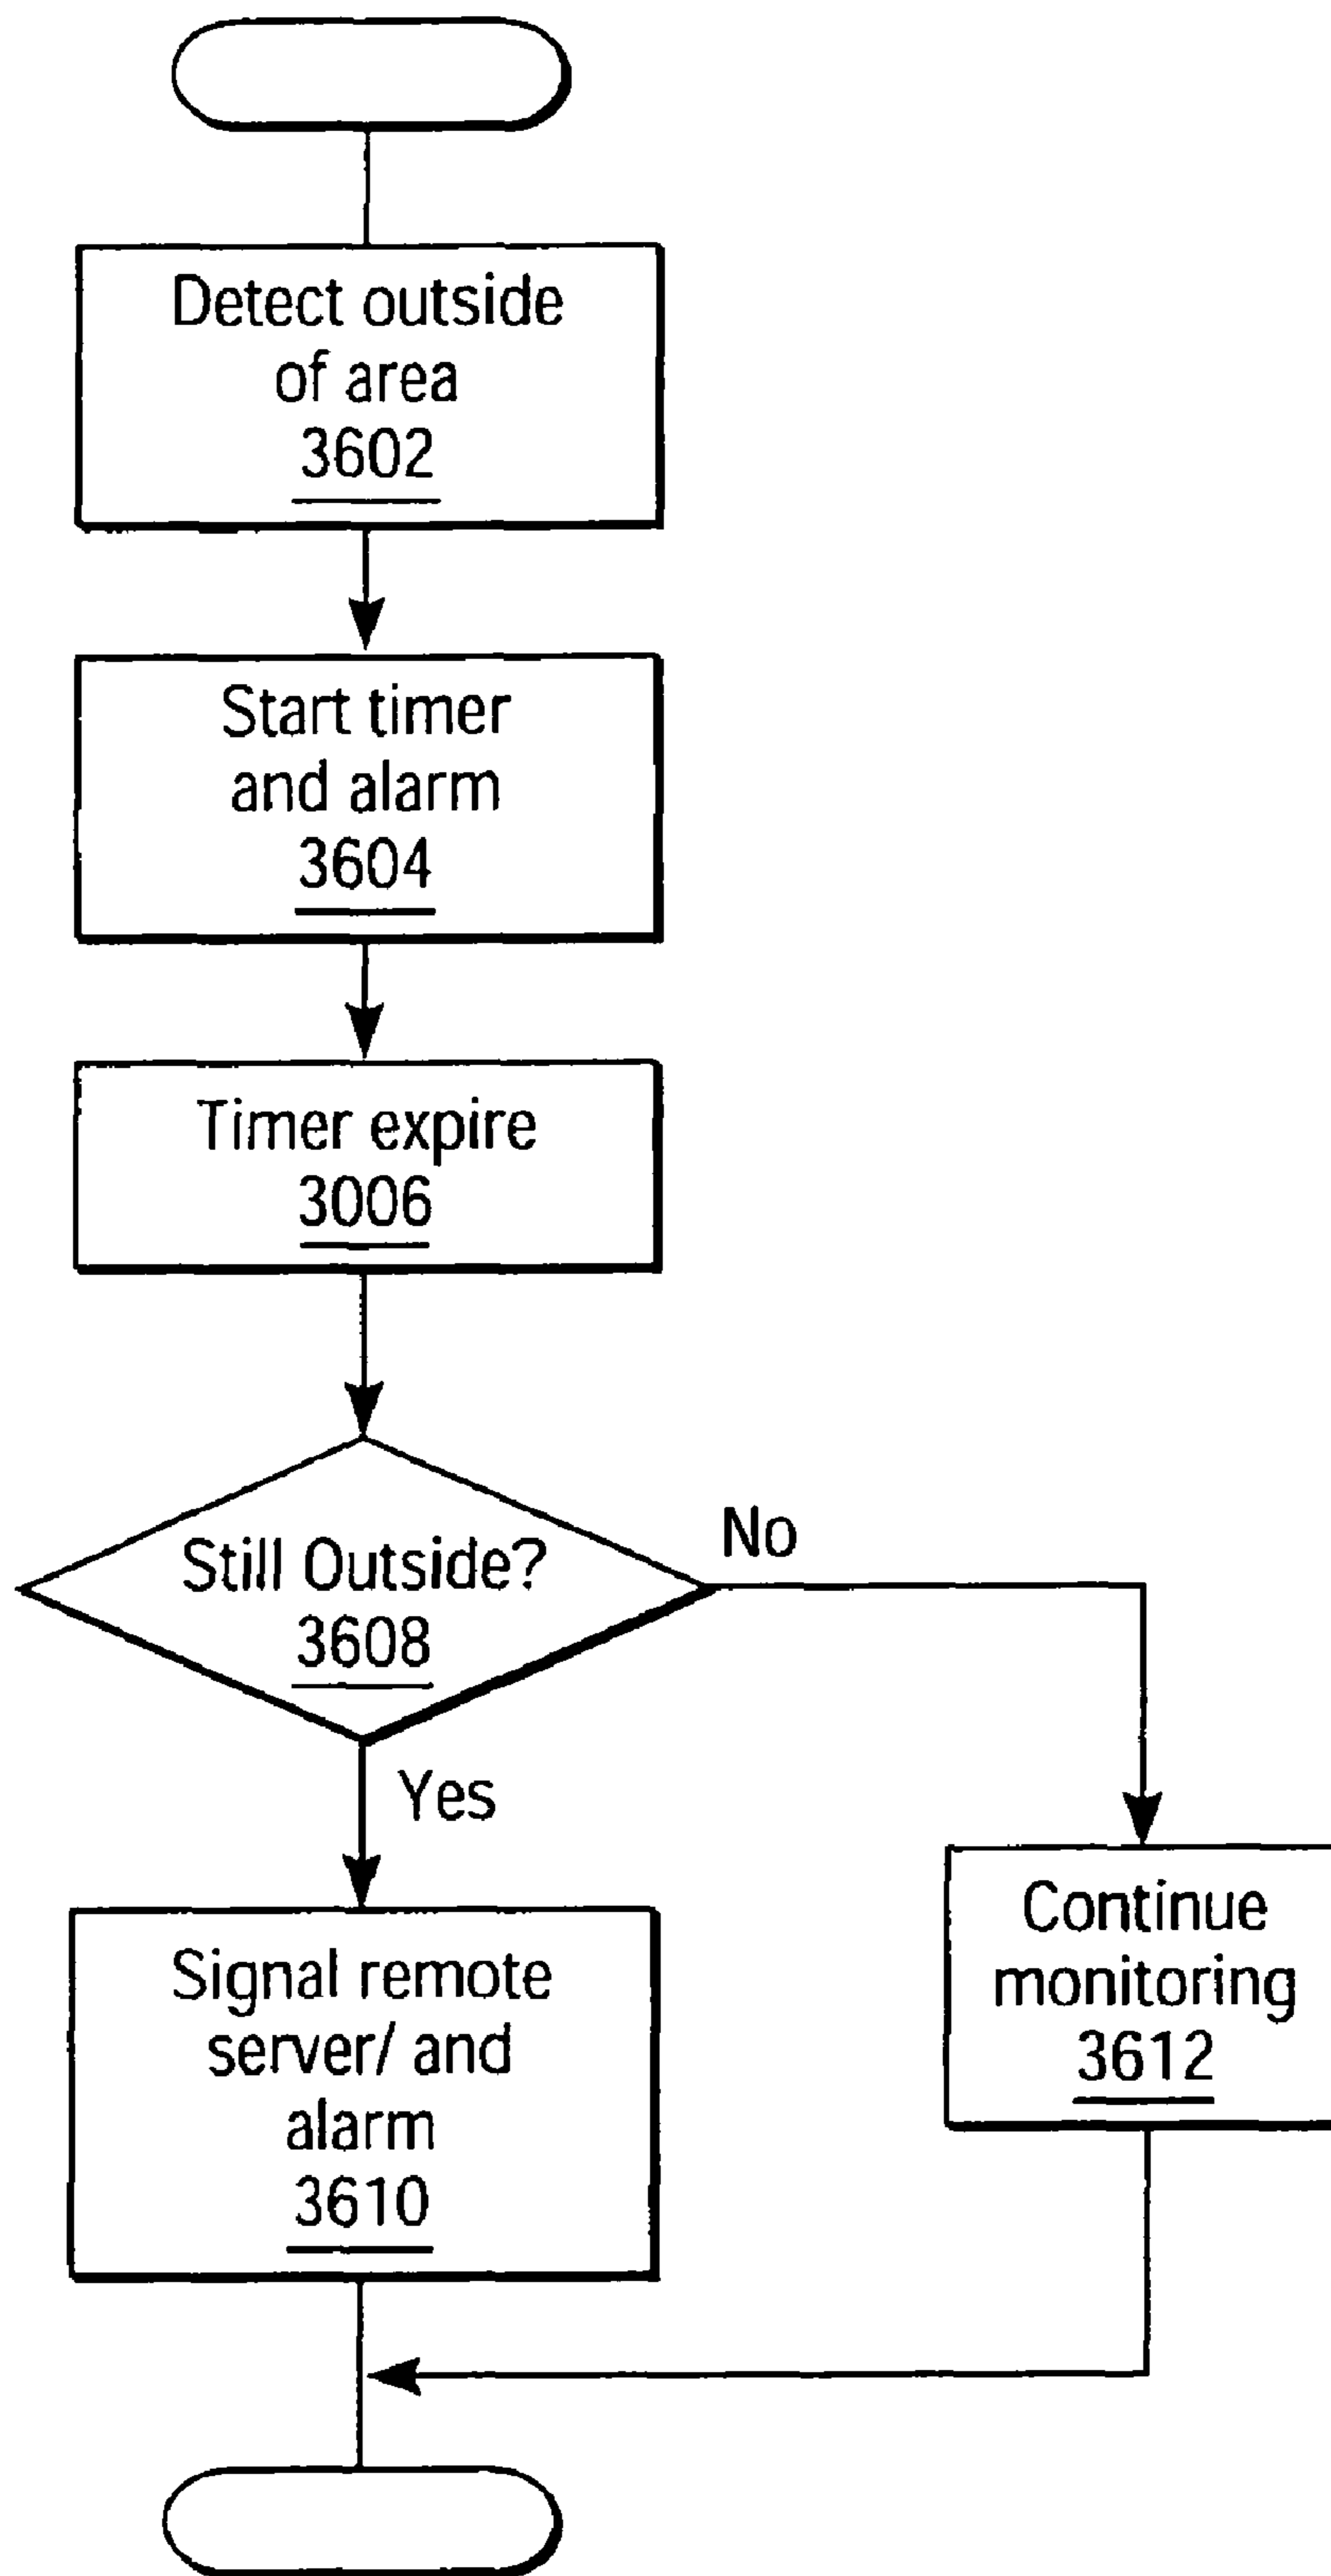 Detect outside
of area
3602
Start timer
and alarm
3604
Timer expire
3006
Still Outside?
3608
No
Yes
Signal remote
server/ and
alarm
3610
Continue
monitoring
3612